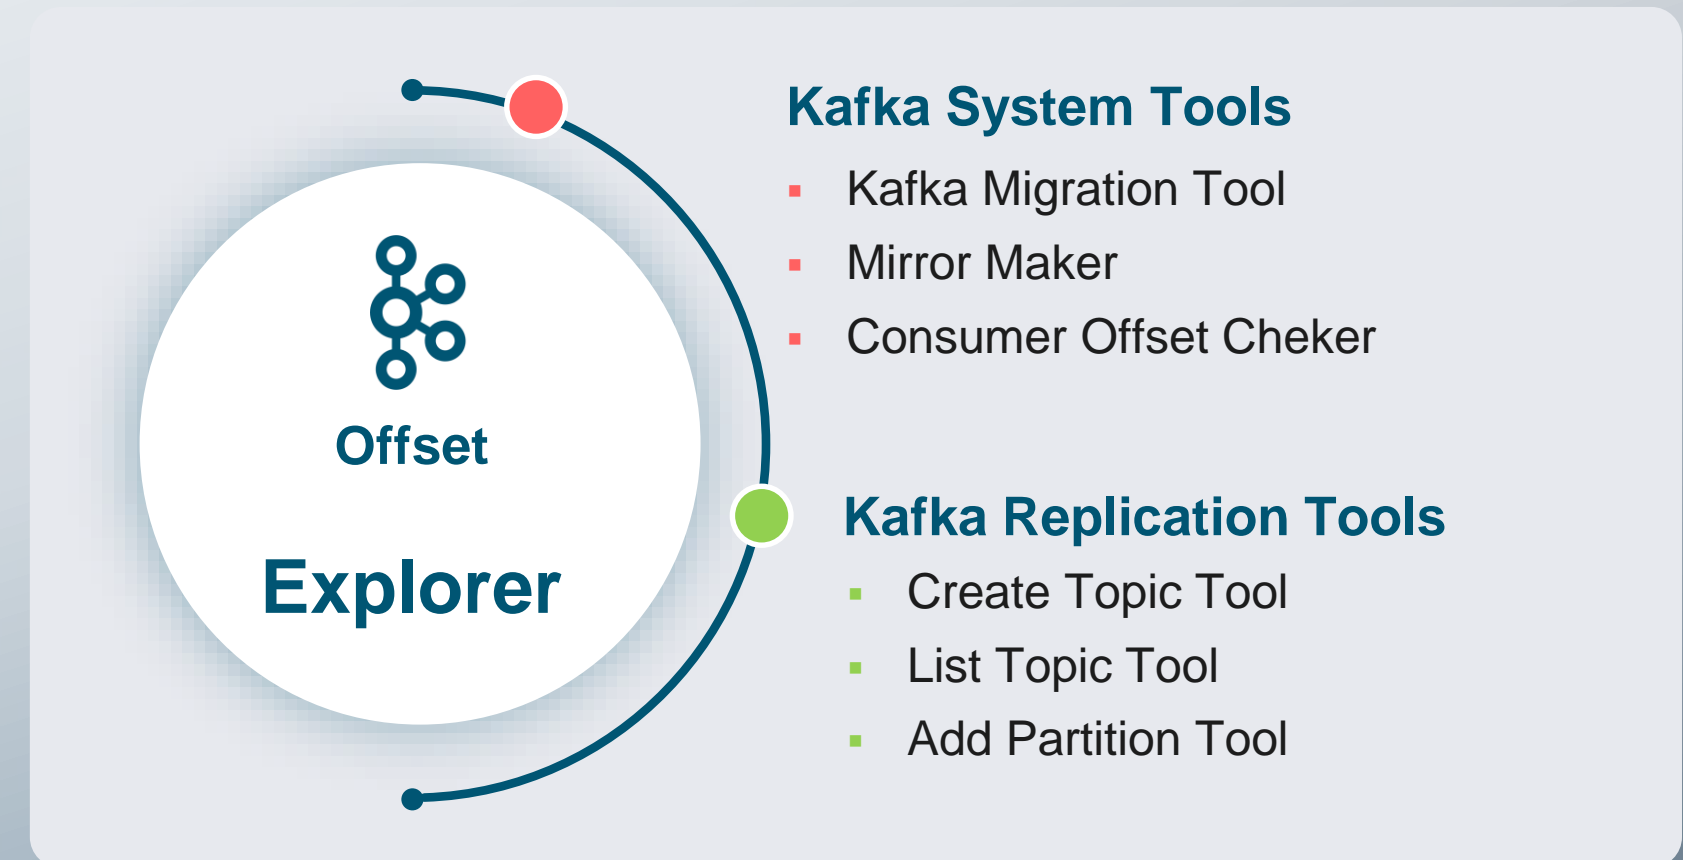 Offset
Explorer
Kafka System Tools
Kafka Migration Tool
Mirror Maker
Consumer Offset Cheker
Kafka Replication Tools
Create Topic Tool
List Topic Tool
Add Partition Tool